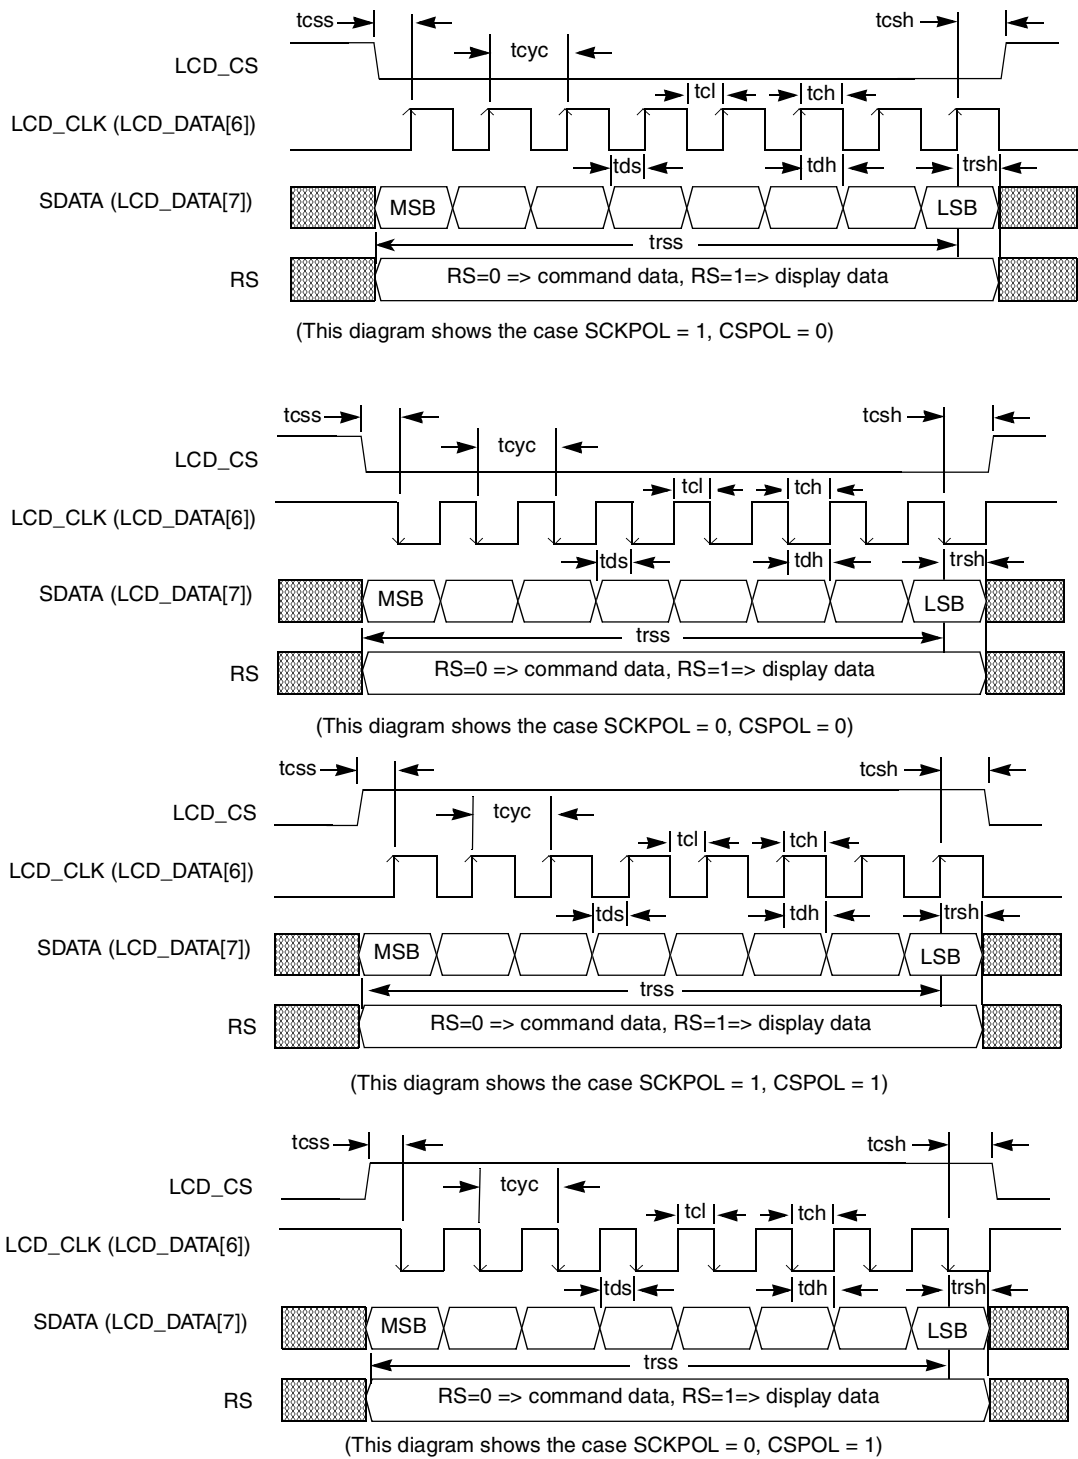 tcss
tcsh
tcyc
LCD_CS
tcl
tch
LCD_CLK (LCD_DATA[6])
tds
tdh
trsh
SDATA (LCD_DATA[7])
MSB
LSB
trss
RS
RS=0 => command data, RS=1=> display data
(This diagram shows the case SCKPOL = 1, CSPOL = 0)
tcss
tcsh
tcyc
LCD_CS
tcl
tch
LCD_CLK (LCD_DATA[6])
tds
tdh
trsh
SDATA (LCD_DATA[7])
MSB
LSB
trss
RS
RS=0 => command data, RS=1=> display data
(This diagram shows the case SCKPOL = 0, CSPOL = 0)
tcss
tcsh
tcyc
LCD_CS
tcl
tch
LCD_CLK (LCD_DATA[6])
tds
tdh
trsh
SDATA (LCD_DATA[7])
MSB
LSB
trss
RS
RS=0 => command data, RS=1=> display data
(This diagram shows the case SCKPOL = 1, CSPOL = 1)
tcss
tcsh
tcyc
LCD_CS
tcl
tch
LCD_CLK (LCD_DATA[6])
tds
tdh
trsh
SDATA (LCD_DATA[7])
MSB
LSB
trss
RS
RS=0 => command data, RS=1=> display data
(This diagram shows the case SCKPOL = 0, CSPOL = 1)